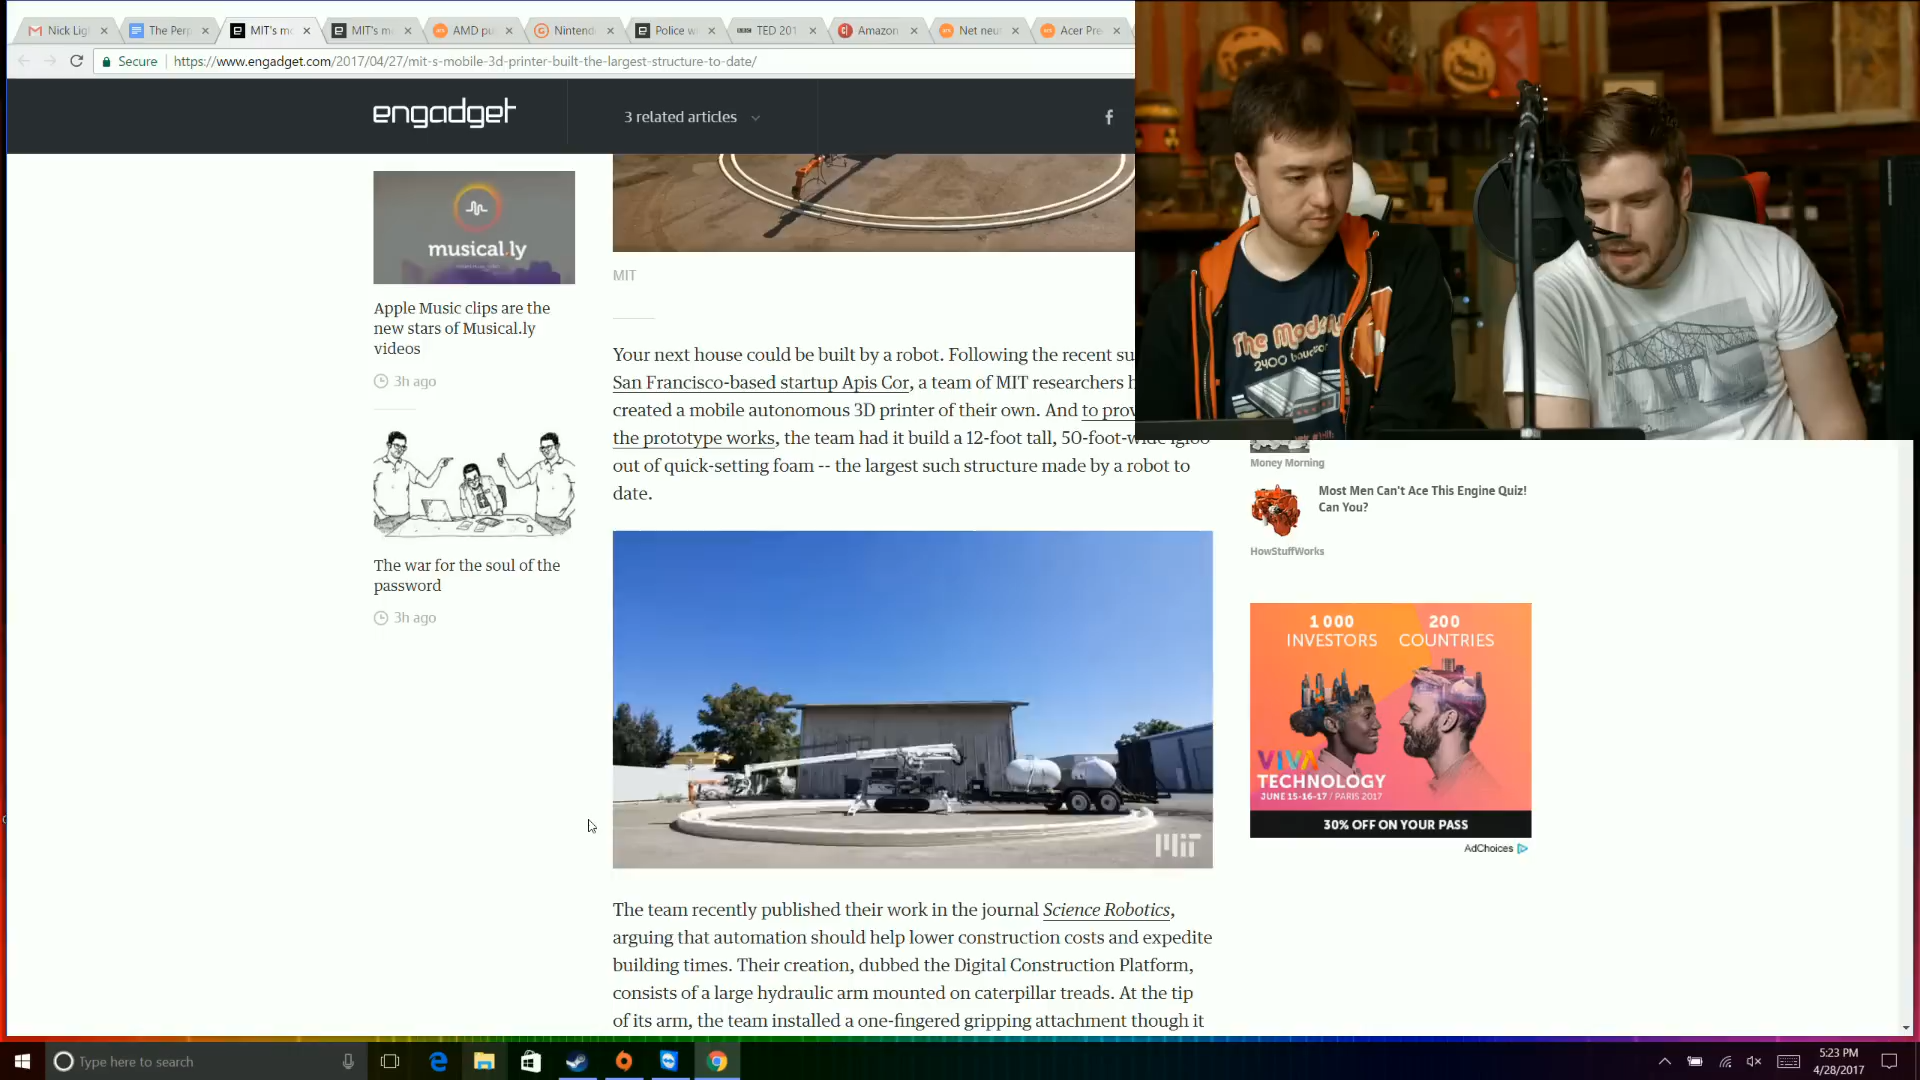 Nick Lig
The Perp
MIT's mo
MIT's m
AMD pu
Nintend
Police w
TED 201
Amazon
Net neu
Acer Pre
Secure
https://www.engadget.com/2017/04/27/mit-s-mobile-3d-printer-built-the-largest-structure-to-date/
engadget
3 related articles
musical.ly
Apple Music clips are the
new stars of Musical.ly
videos
3h ago
The war for the soul of the
password
3h ago
MIT
Your next house could be built by a robot. Following the recent su
San Francisco-based startup Apis Cor, a team of MIT researchers h
created a mobile autonomous 3D printer of their own. And to prov
the prototype works, the team had it build a 12-foot tall, 50-foot-wide igloo
out of quick-setting foam -- the largest such structure made by a robot to
date.
MIT
The team recently published their work in the journal Science Robotics,
arguing that automation should help lower construction costs and expedite
building times. Their creation, dubbed the Digital Construction Platform,
consists of a large hydraulic arm mounted on caterpillar treads. At the tip
of its arm, the team installed a one-fingered gripping attachment though it
The Modems
2400 baud
Money Morning
Most Men Can't Ace This Engine Quiz!
Can You?
HowStuffWorks
1 000
INVESTORS
200
COUNTRIES
VIVA
TECHNOLOGY
JUNE 15-16-17 / PARIS 2017
30% OFF ON YOUR PASS
AdChoices
Type here to search
5:23 PM
4/28/2017